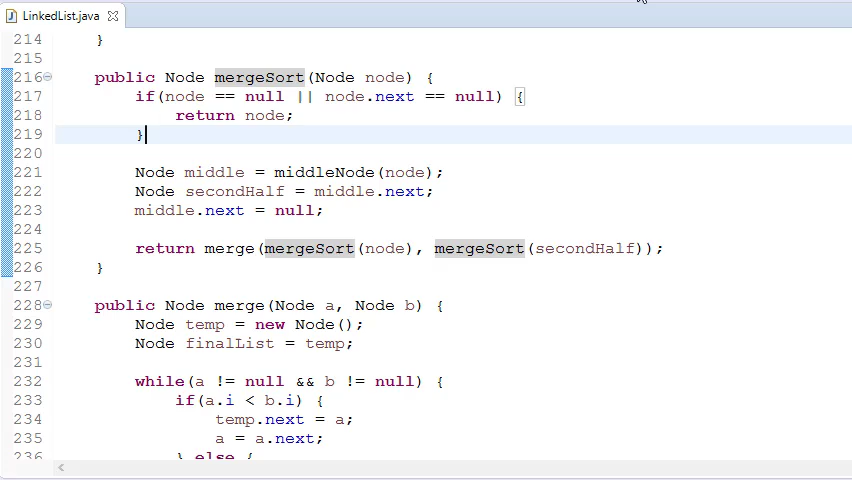 LinkedList.java
214 }
215
216 public Node mergeSort(Node node) {
217 if(node == null || node.next == null) {
218 return node;
219 }
220
221 Node middle = middleNode(node);
222 Node secondHalf = middle.next;
223 middle.next = null;
224
225 return merge(mergeSort(node), mergeSort(secondHalf));
226 }
227
228 public Node merge(Node a, Node b) {
229 Node temp = new Node();
230 Node finalList = temp;
231
232 while(a != null && b != null) {
233 if(a.i < b.i) {
234 temp.next = a;
235 a = a.next;
236 } else {